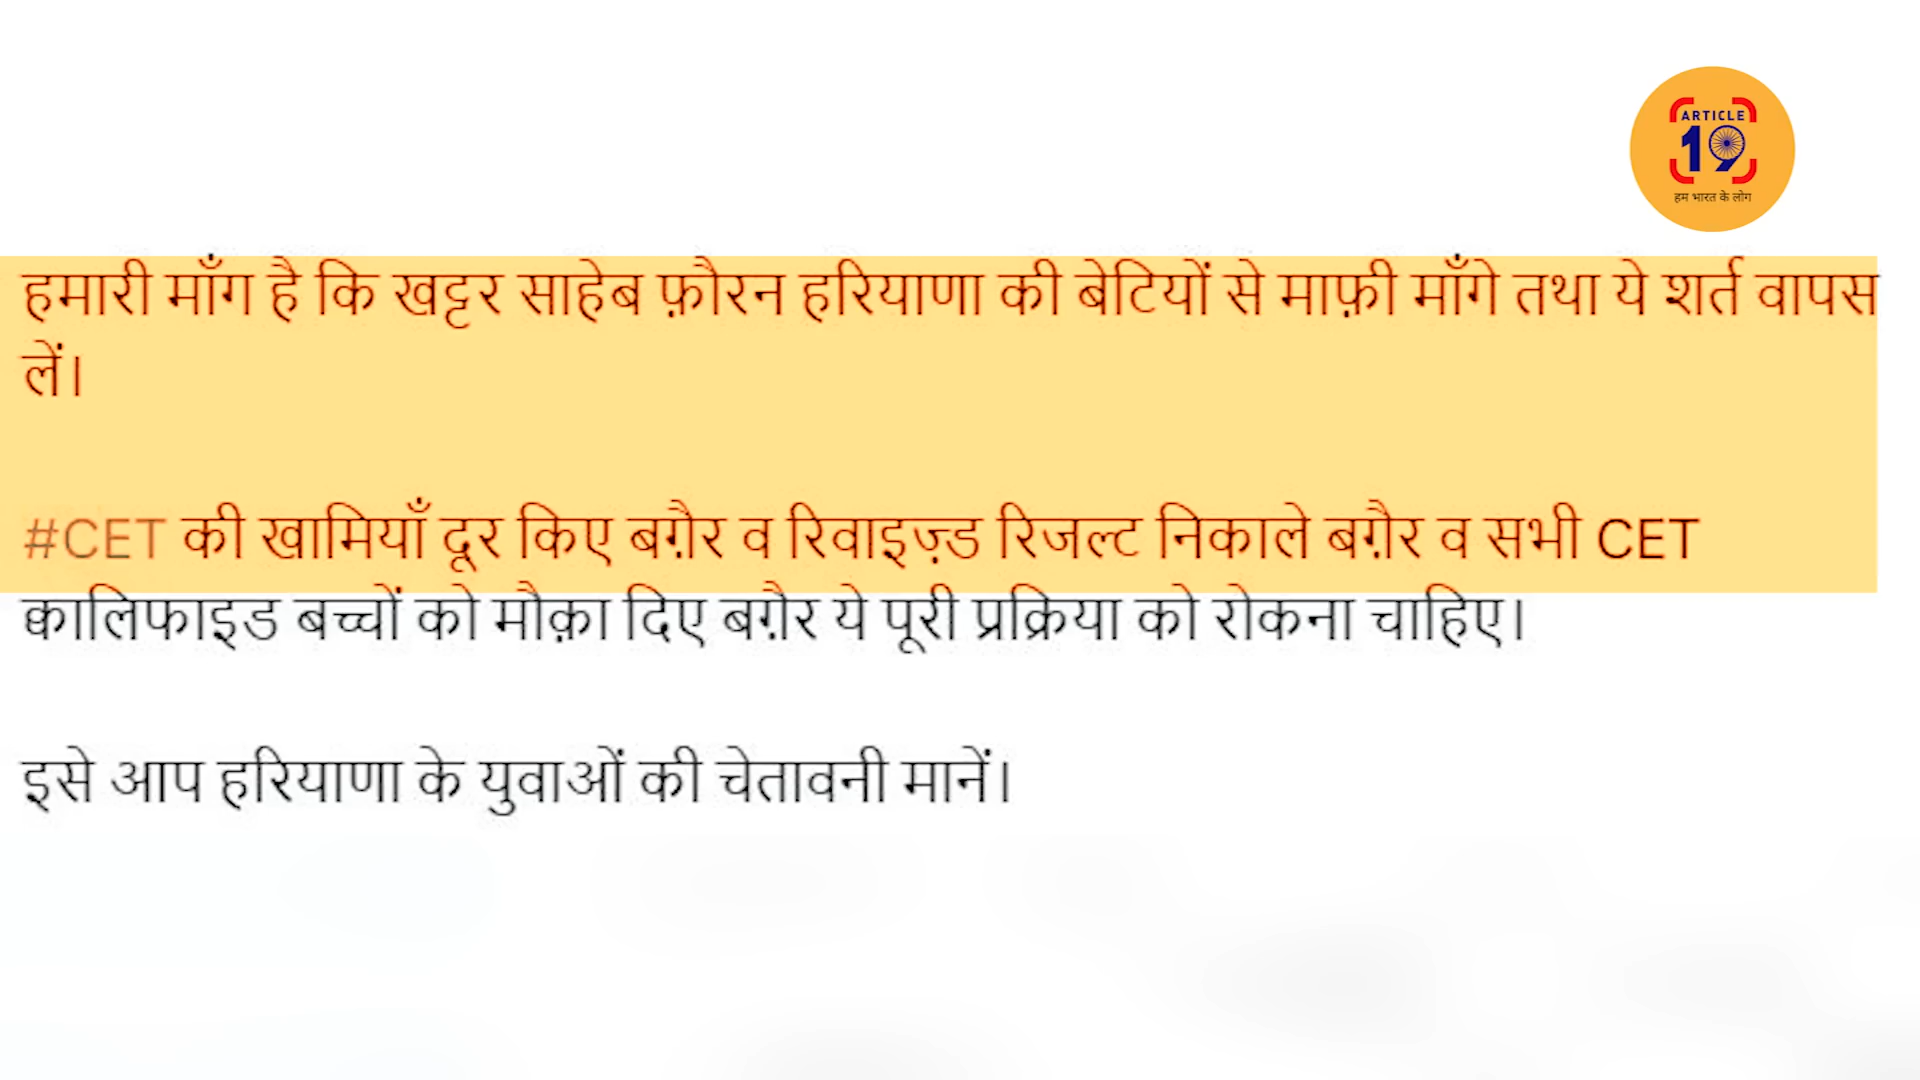 ARTICLE
19
हम भारत के लोग
हमारी माँग है कि खट्टर साहेब फ़ौरन हरियाणा की बेटियों से माफ़ी माँगे तथा ये शर्त वापस
लें।
#CET की खामियाँ दूर किए बग़ैर व रिवाइज़्ड रिजल्ट निकाले बग़ैर व सभी CET
क्वालिफाइड बच्चों को मौक़ा दिए बग़ैर ये पूरी प्रक्रिया को रोकना चाहिए।
इसे आप हरियाणा के युवाओं की चेतावनी मानें।